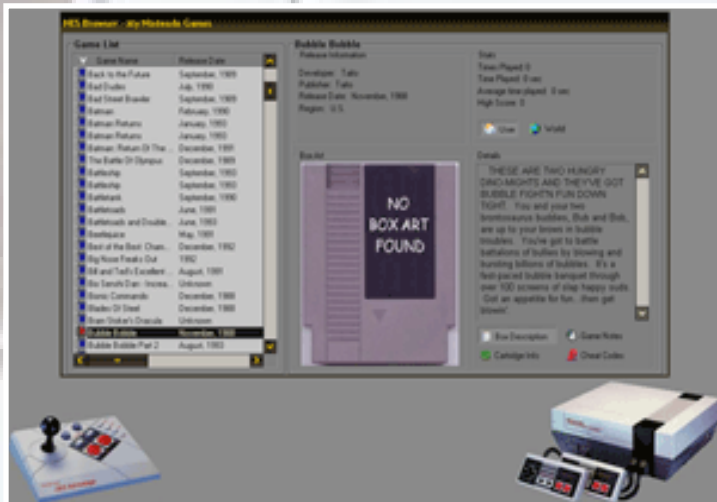 NES Browser - My Nintendo Games
Game List
Game Name Release Date
Back to the Future September, 1989
Bad Dudes July, 1990
Bad Street Brawler September, 1989
Batman February, 1990
Batman Returns January, 1993
Batman Returns January, 1993
Batman: Return Of The ... December, 1991
The Battle Of Olympus December, 1989
Battleship September, 1993
Battleship September, 1993
Battletank September, 1990
Battletoads June, 1991
Battletoads and Double... June, 1993
Beetlejuice May, 1991
Best of the Best: Cham... December, 1992
Big Nose Freaks Out 1992
Bill and Ted's Excellent ... August, 1991
Bio Senshi Dan - Increa... Unknown
Bionic Commando December, 1988
Blades Of Steel December, 1988
Bram Stoker's Dracula Unknown
Bubble Bobble November, 1988
Bubble Bobble Part 2 August, 1993
Bubble Bobble
Release Information
Developer: Taito
Publisher: Taito
Release Date: November, 1988
Region: U.S.
Stats
Times Played: 0
Time Played: 0 sec
Average time played: 0 sec
High Score: 0
User World
Box Art
NO
BOX ART
FOUND
Details
THESE ARE TWO HUNGRY
DINO-MIGHTS AND THEY'VE GOT
BUBBLE FIGHTN FUN DOWN
TIGHT. You and your two
brontosaurus buddies, Bub and Bob,
are up to your brows in bubble
troubles. You've got to battle
battalions of bullies by blowing and
bursting billions of bubbles. It's a
fast-paced bubble banquet through
over 100 screens of slap happy suds.
Got an appetite for fun...then get
blowin'.
Box Description Game Notes
Cartridge Info Cheat Codes